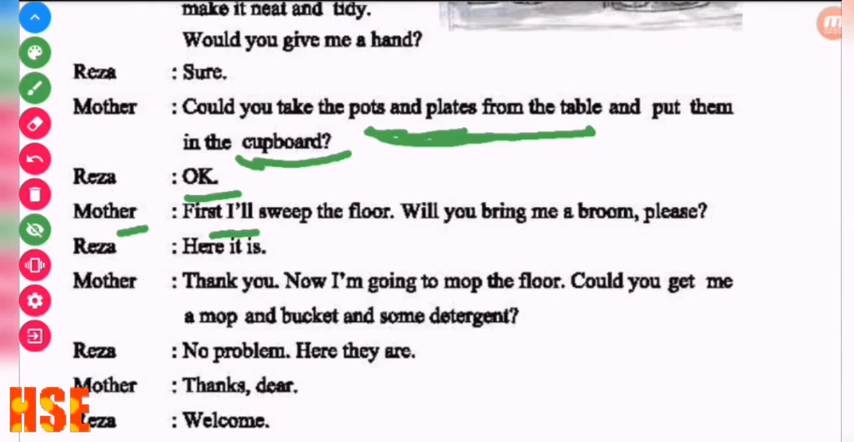 make it neat and tidy.
Would you give me a hand?
Reza : Sure.
Mother : Could you take the pots and plates from the table and put them
in the cupboard?
Reza : OK.
Mother : First I'll sweep the floor. Will you bring me a broom, please?
Reza : Here it is.
Mother : Thank you. Now I'm going to mop the floor. Could you get me
a mop and bucket and some detergent?
Reza : No problem. Here they are.
Mother : Thanks, dear.
HSE
Reza : Welcome.